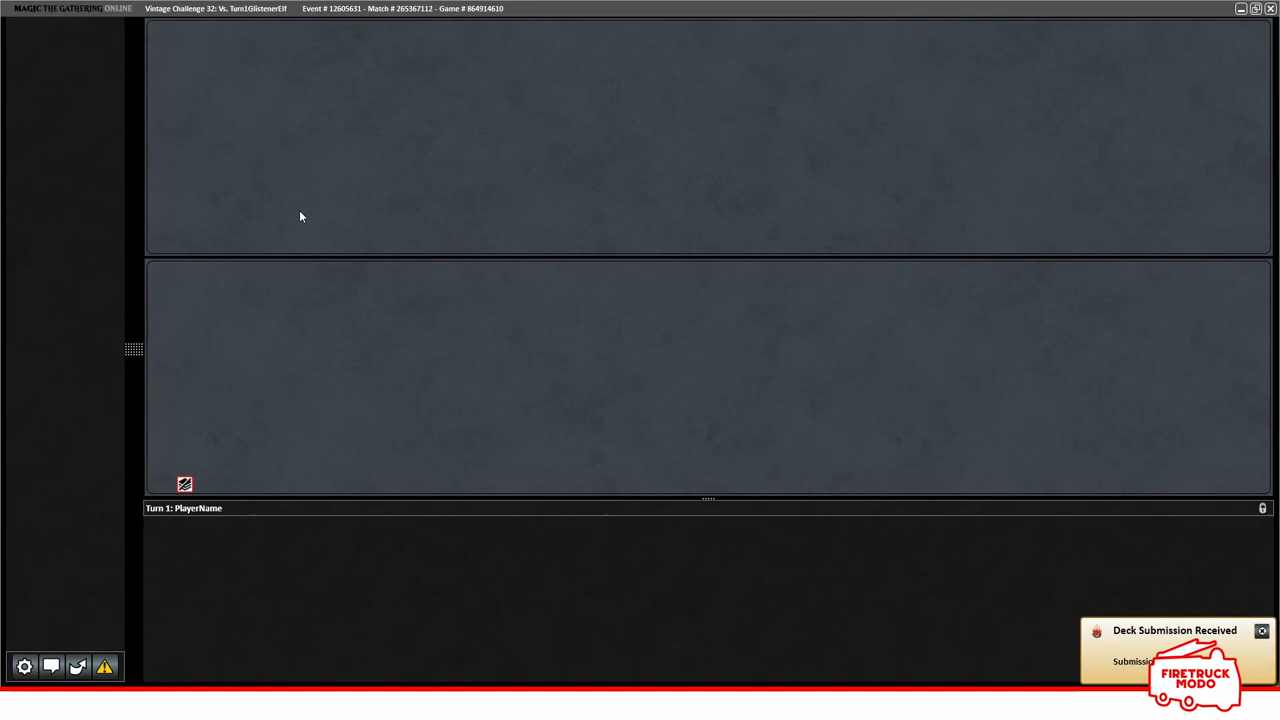 MAGIC THE GATHERING ONLINE Vintage Challenge 32: Vs. Turn1GlistenerElf Event # 12605631 - Match # 265367112 - Game # 864914610
Turn 1: PlayerName
Deck Submission Received
FIRETRUCK
MODO